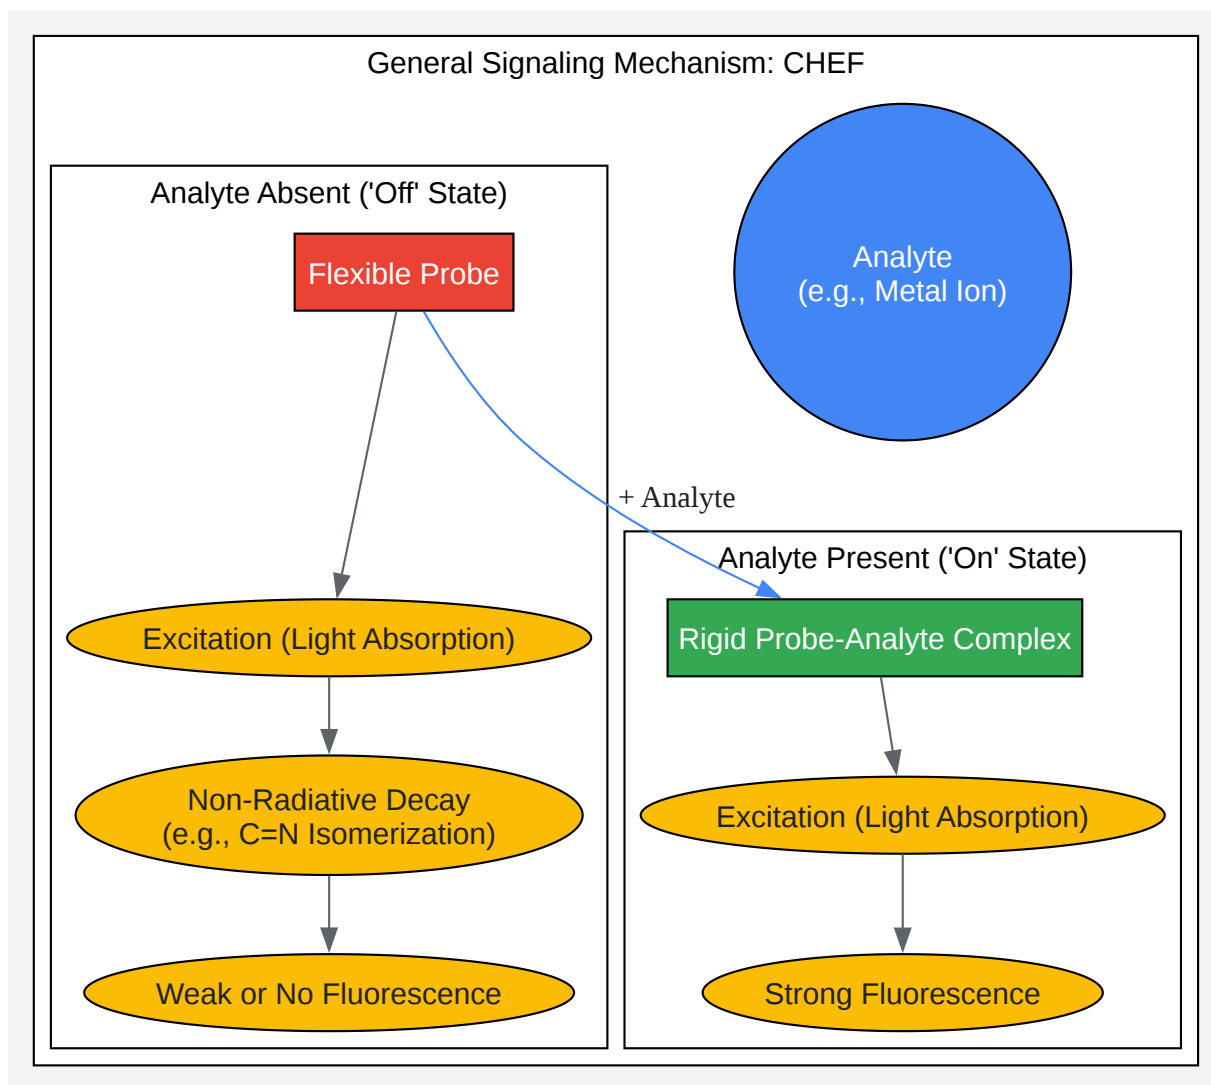 General Signaling Mechanism: CHEF
Analyte Absent ('Off' State)
Flexible Probe
Excitation (Light Absorption)
Non-Radiative Decay
(e.g., C=N Isomerization)
Weak or No Fluorescence
Analyte
(e.g., Metal Ion)
+ Analyte
Analyte Present ('On' State)
Rigid Probe-Analyte Complex
Excitation (Light Absorption)
Strong Fluorescence